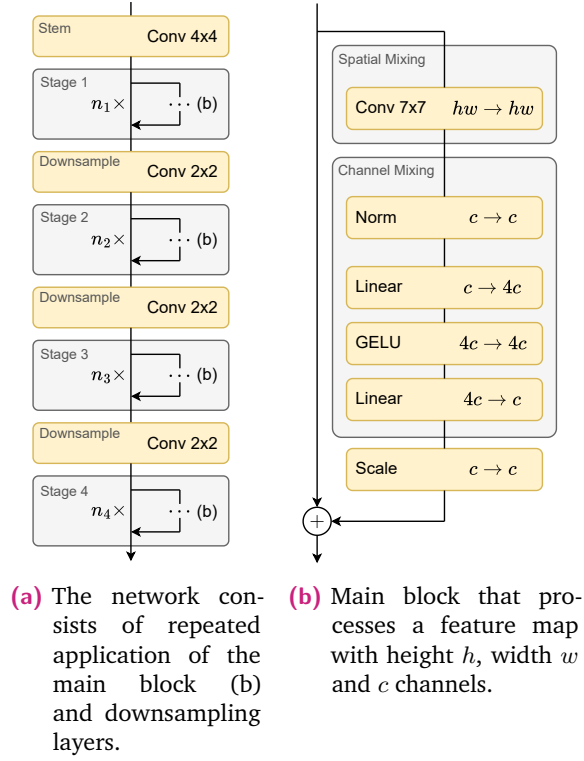 Stem
Conv 4x4
Stage 1
n₁× ⋯ (b)
Downsample
Conv 2x2
Stage 2
n₂× ⋯ (b)
Downsample
Conv 2x2
Stage 3
n₃× ⋯ (b)
Downsample
Conv 2x2
Stage 4
n₄× ⋯ (b)
(a) The network con-
sists of repeated
application of the
main block (b)
and downsampling
layers.
Spatial Mixing
Conv 7x7 hw → hw
Channel Mixing
Norm c → c
Linear c → 4c
GELU 4c → 4c
Linear 4c → c
Scale c → c
+
(b) Main block that pro-
cesses a feature map
with height h, width w
and c channels.